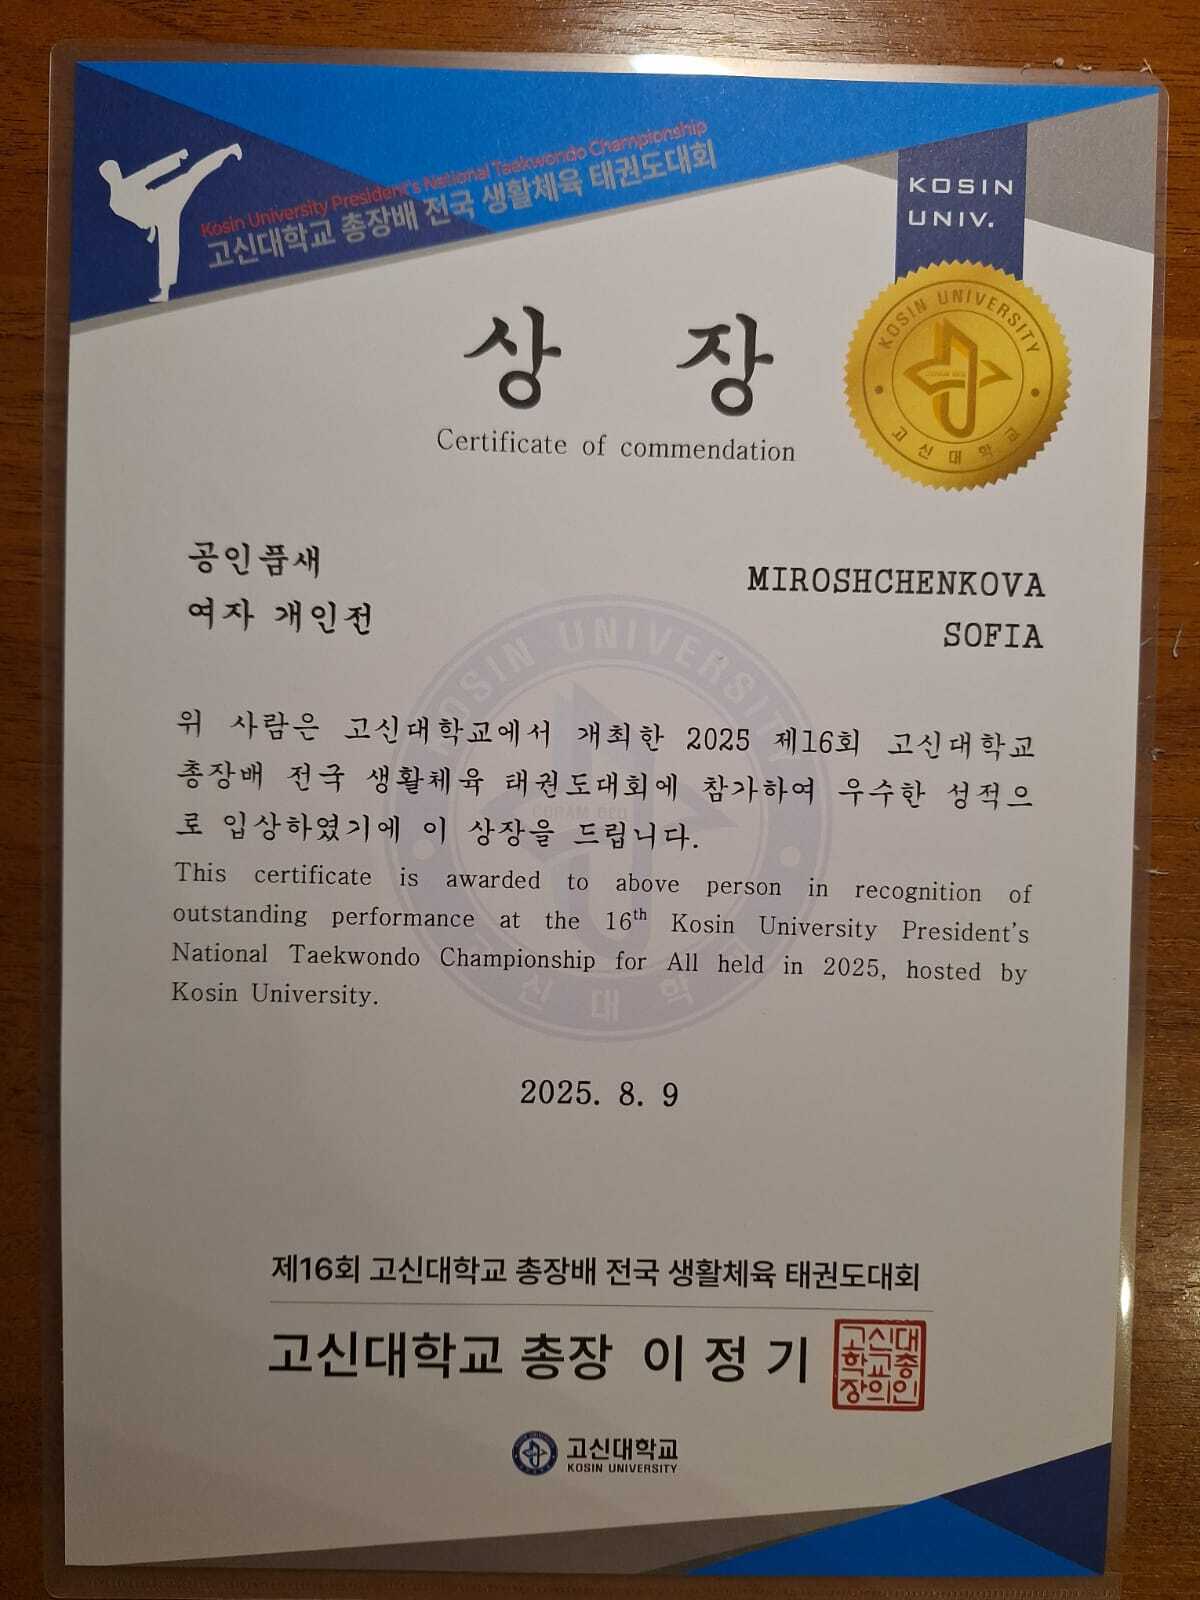 Kosin University President's National Taekwondo Championship
고신대학교 총장배 전국 생활체육 태권도대회
KOSIN
UNIV.
KOSIN UNIVERSITY
고신대학교
상 장
Certificate of commendation
공인품새
여자 개인전
MIROSHCHENKOVA
SOFIA
위 사람은 고신대학교에서 개최한 2025 제16회 고신대학교
총장배 전국 생활체육 태권도대회에 참가하여 우수한 성적으
로 입상하였기에 이 상장을 드립니다.
This certificate is awarded to above person in recognition of
outstanding performance at the 16th Kosin University President's
National Taekwondo Championship for All held in 2025, hosted by
Kosin University.
KOSIN UNIVERSITY
CORAM DEO
신대학
2025. 8. 9
제16회 고신대학교 총장배 전국 생활체육 태권도대회
고신대학교 총장 이정기
고신대
학교총
장의인
고신대학교
KOSIN UNIVERSITY